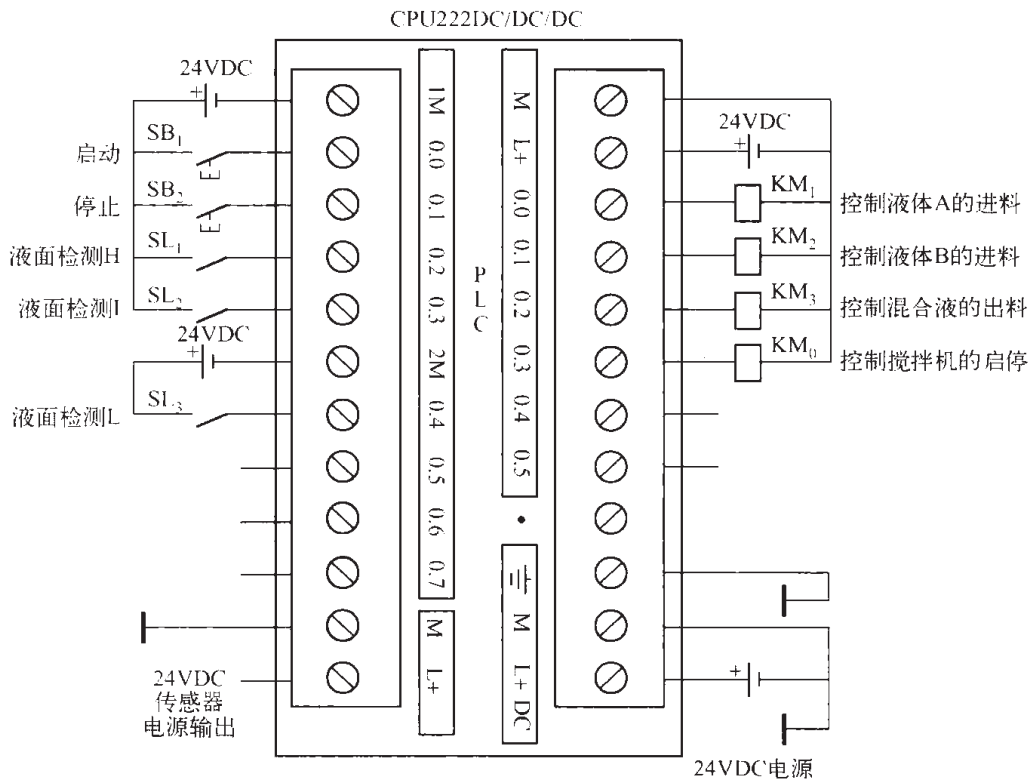 CPU222DC/DC/DC
24VDC
+
启动
SB1
停止
SB2
液面检测H
SL1
液面检测I
SL2
24VDC
+
液面检测L
SL3
24VDC
传感器
电源输出
1M
0.0
0.1
0.2
0.3
2M
0.4
0.5
0.6
0.7
M
L+
PLC
M
L+
0.0
0.1
0.2
0.3
0.4
0.5
M
L+ DC
24VDC
+
KM1
控制液体A的进料
KM2
控制液体B的进料
KM3
控制混合液的出料
KM0
控制搅拌机的启停
+
24VDC电源